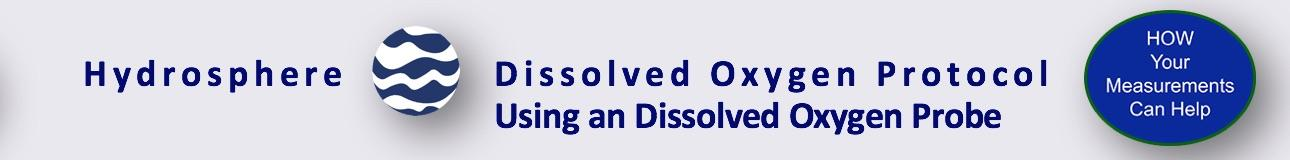 Hydrosphere
Dissolved Oxygen Protocol
Using an Dissolved Oxygen Probe
HOW
Your
Measurements
Can Help